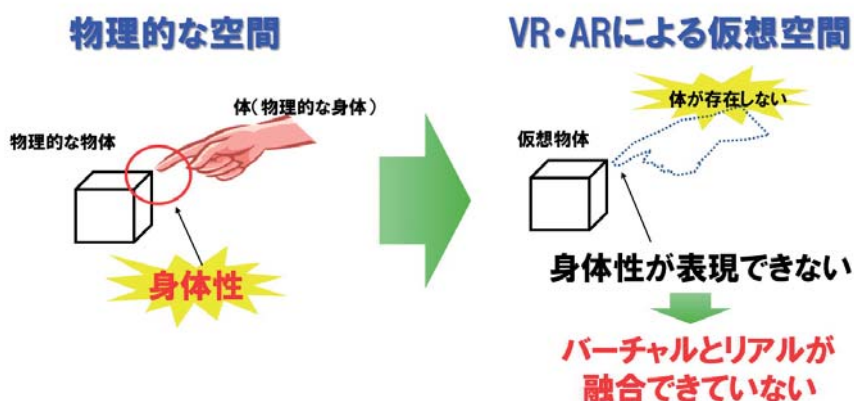 物理的な空間
体(物理的な身体)
物理的な物体
身体性
VR・ARによる仮想空間
体が存在しない
仮想物体
身体性が表現できない
バーチャルとリアルが
融合できていない